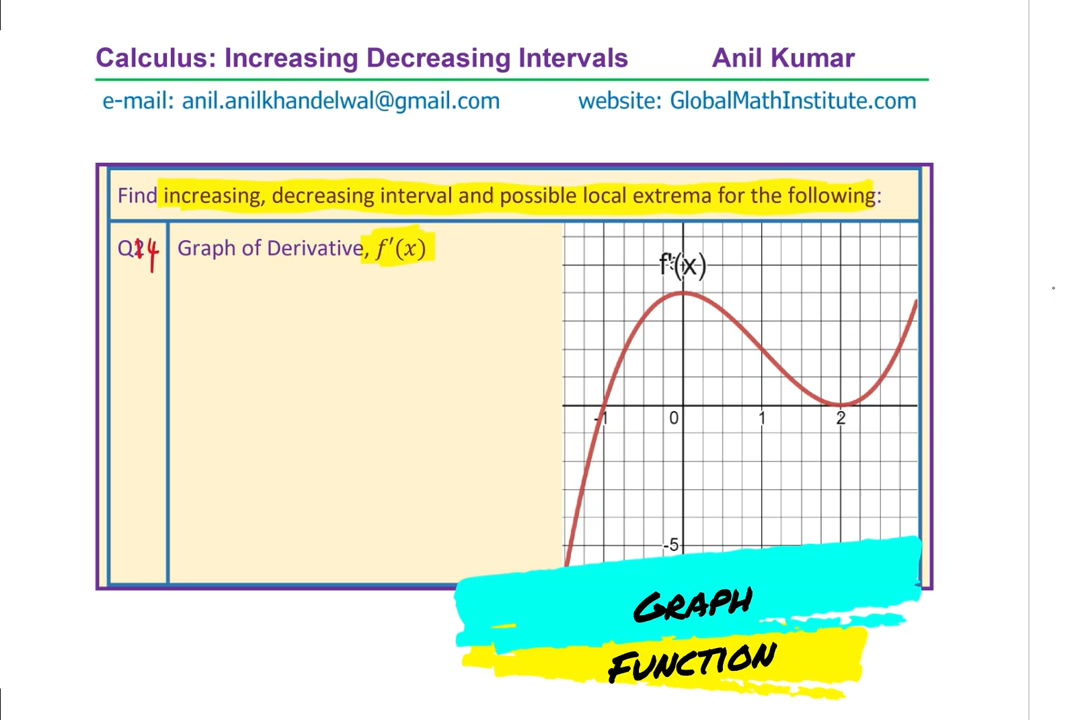 Calculus: Increasing Decreasing Intervals Anil Kumar
e-mail: anil.anilkhandelwal@gmail.com website: GlobalMathInstitute.com
Find increasing, decreasing interval and possible local extrema for the following:
Q14 Graph of Derivative, f′(x)
f'(x)
-1 0 1 2
-5
GRAPH
FUNCTION